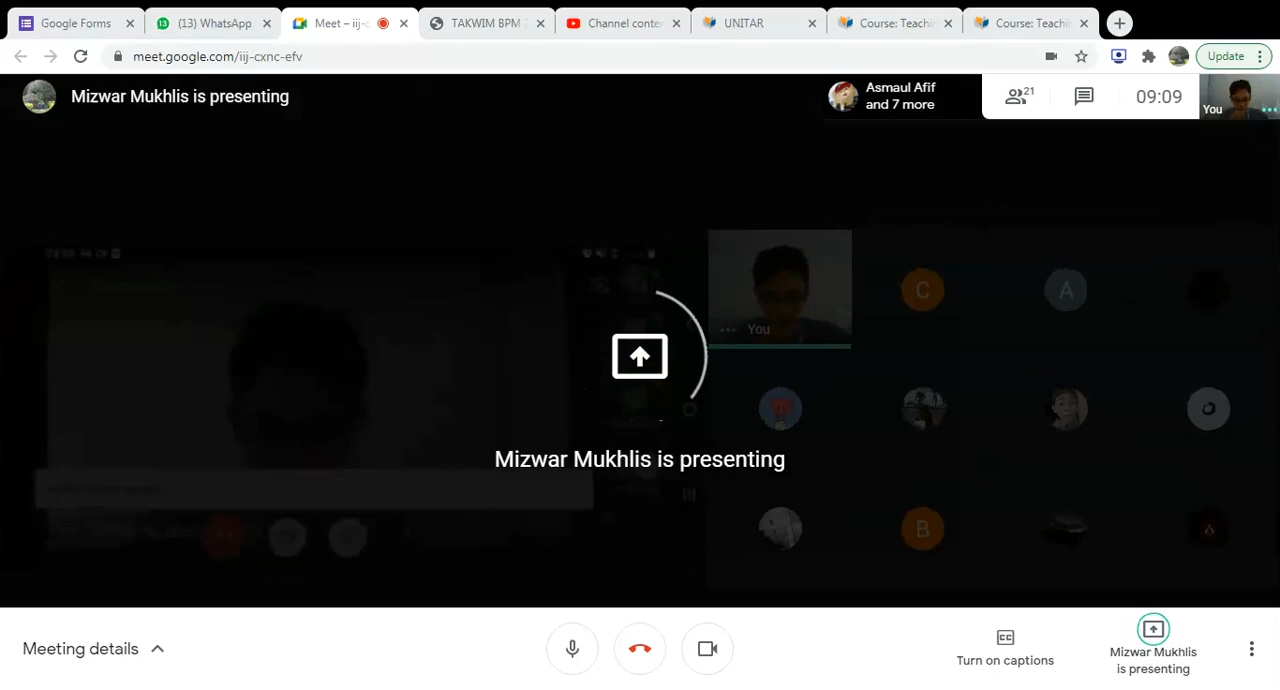 Google Forms
(13) WhatsApp
Meet – iij-c
TAKWIM BPM 2
Channel conte
UNITAR
Course: Teachi
Course: Teachi
meet.google.com/iij-cxnc-efv
Update
Mizwar Mukhlis is presenting
Asmaul Afif
and 7 more
21
09:09
You
You
C
A
Mizwar Mukhlis is presenting
B
Meeting details
CC
Turn on captions
Mizwar Mukhlis
is presenting